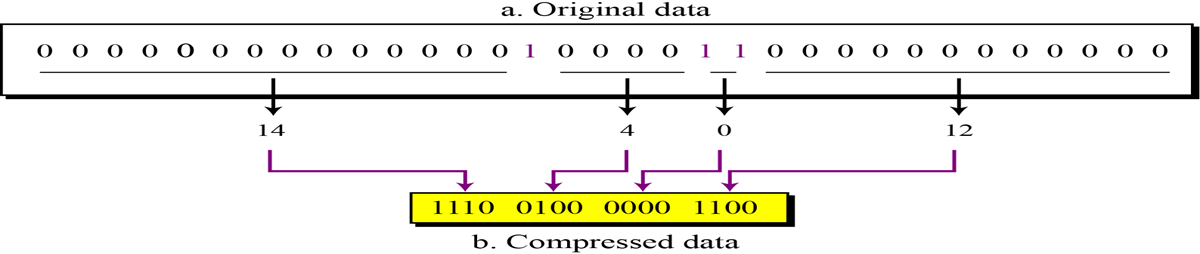 a. Original data
0 0 0 0 0 0 0 0 0 0 0 0 0 0 1 0 0 0 0 1 1 0 0 0 0 0 0 0 0 0 0 0 0
14 4 0 12
1110 0100 0000 1100
b. Compressed data